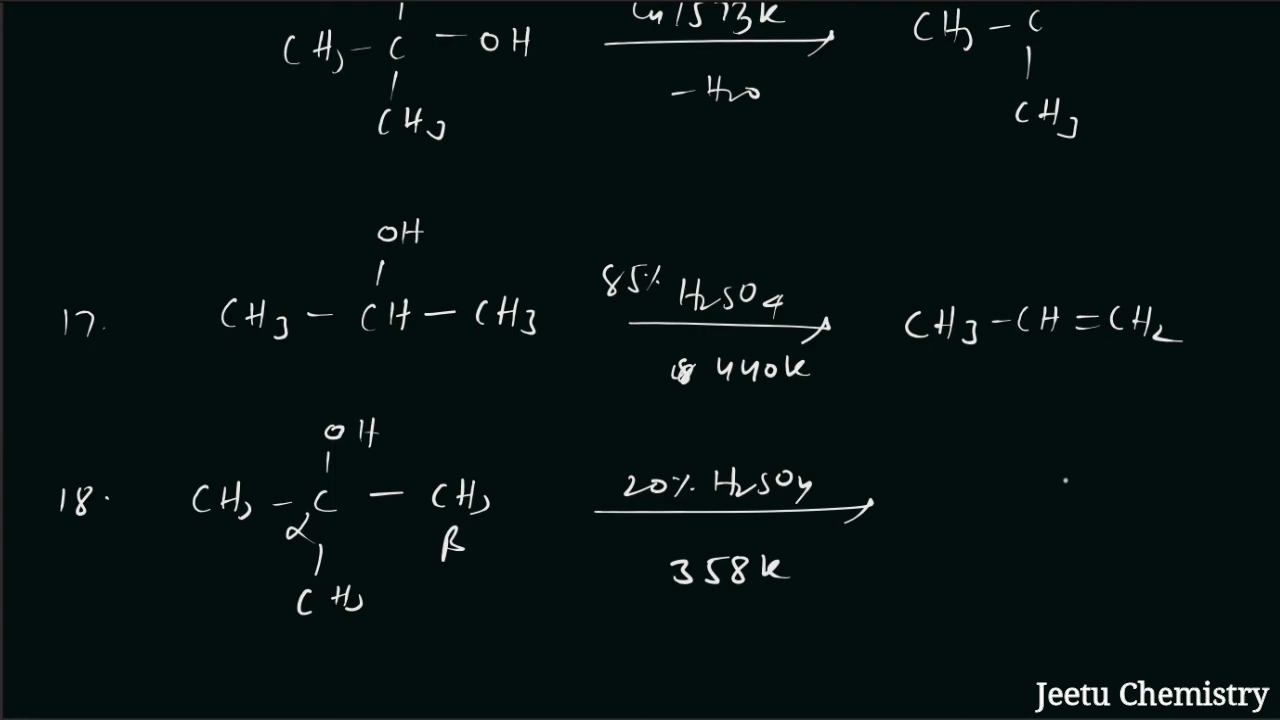 Cu/573K
CH3 - C - OH → CH3 - C
- H2O
CH3 CH3
OH
85% H2SO4
17. CH3 - CH - CH3 → CH3 - CH = CH2
440K
OH
20% H2SO4
18. CH3 - C - CH3 →
α β
358K
CH3
Jeetu Chemistry